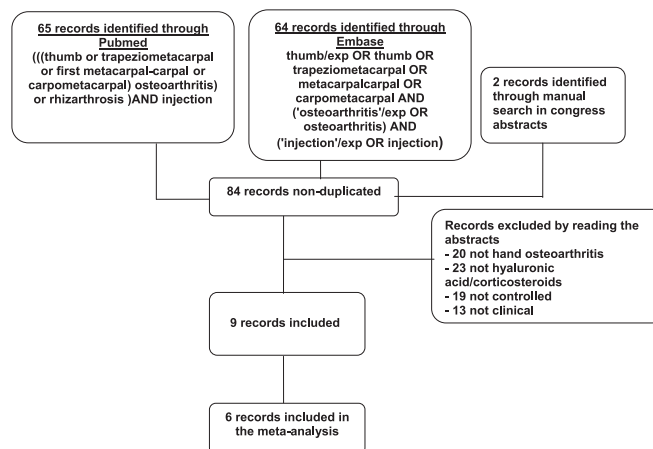 65 records identified through
Pubmed
(((thumb or trapeziometacarpal
or first metacarpal-carpal or
carpometacarpal) osteoarthritis)
or rhizarthrosis )AND injection
64 records identified through
Embase
thumb/exp OR thumb OR
trapeziometacarpal OR
metacarpalcarpal OR
carpometacarpal AND
('osteoarthritis'/exp OR
osteoarthritis) AND
('injection'/exp OR injection)
2 records identified
through manual
search in congress
abstracts
84 records non-duplicated
Records excluded by reading the
abstracts
- 20 not hand osteoarthritis
- 23 not hyaluronic
acid/corticosteroids
- 19 not controlled
- 13 not clinical
9 records included
6 records included in
the meta-analysis